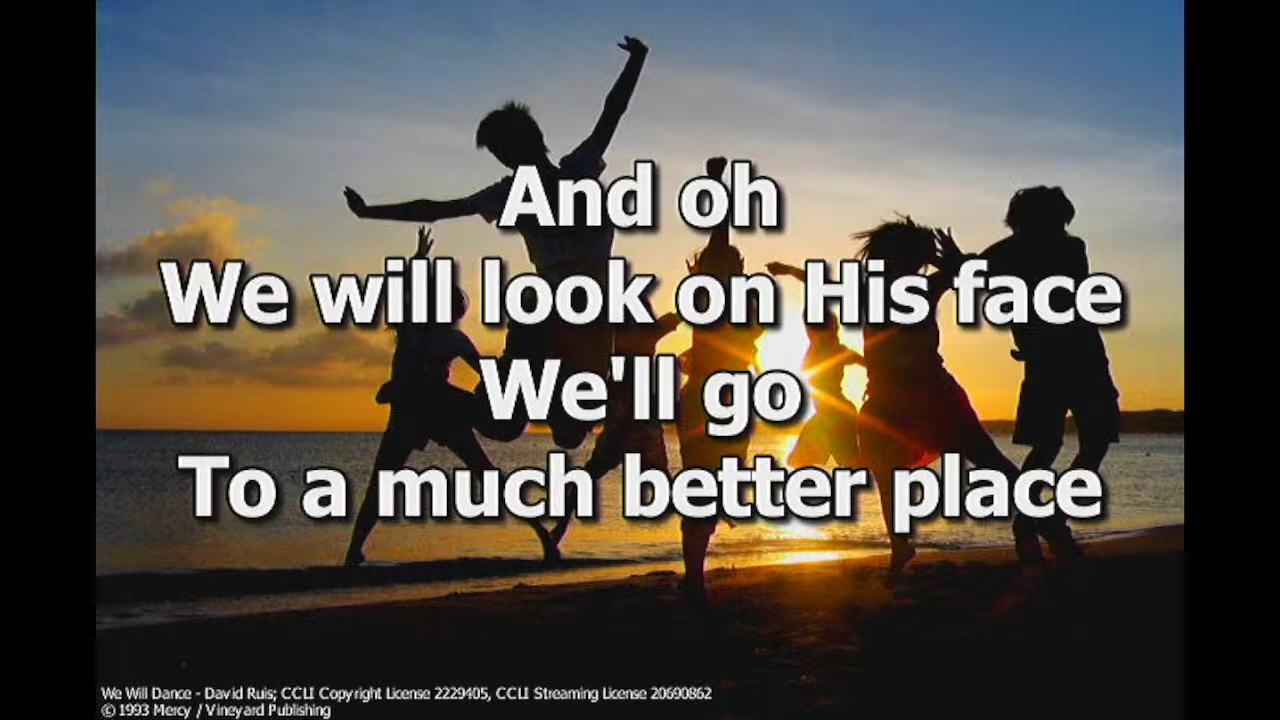 And oh
We will look on His face
We'll go
To a much better place
We Will Dance - David Ruis; CCLI Copyright License 2229405, CCLI Streaming License 20690862
© 1993 Mercy / Vineyard Publishing